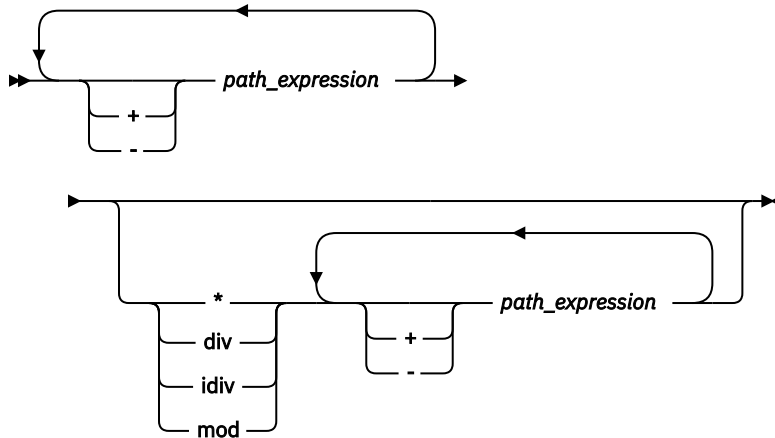 path_expression
+
-
* path_expression
div +
idiv -
mod